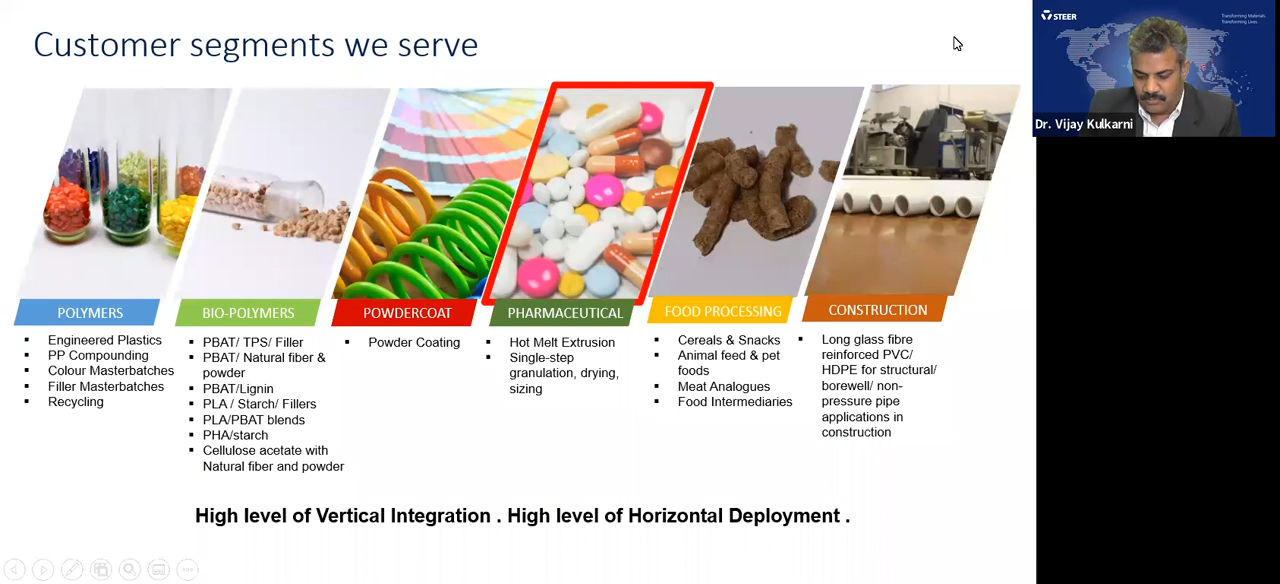 Customer segments we serve
STEER
Transforming Materials
Transforming Lives
Dr. Vijay Kulkarni
POLYMERS
▪ Engineered Plastics
▪ PP Compounding
▪ Colour Masterbatches
▪ Filler Masterbatches
▪ Recycling
BIO-POLYMERS
▪ PBAT/ TPS/ Filler
▪ PBAT/ Natural fiber &
powder
▪ PBAT/Lignin
▪ PLA / Starch/ Fillers
▪ PLA/PBAT blends
▪ PHA/starch
▪ Cellulose acetate with
Natural fiber and powder
POWDERCOAT
▪ Powder Coating
PHARMACEUTICAL
▪ Hot Melt Extrusion
▪ Single-step
granulation, drying,
sizing
FOOD PROCESSING
▪ Cereals & Snacks
▪ Animal feed & pet
foods
▪ Meat Analogues
▪ Food Intermediaries
CONSTRUCTION
▪ Long glass fibre
reinforced PVC/
HDPE for structural/
borewell/ non-
pressure pipe
applications in
construction
High level of Vertical Integration . High level of Horizontal Deployment .